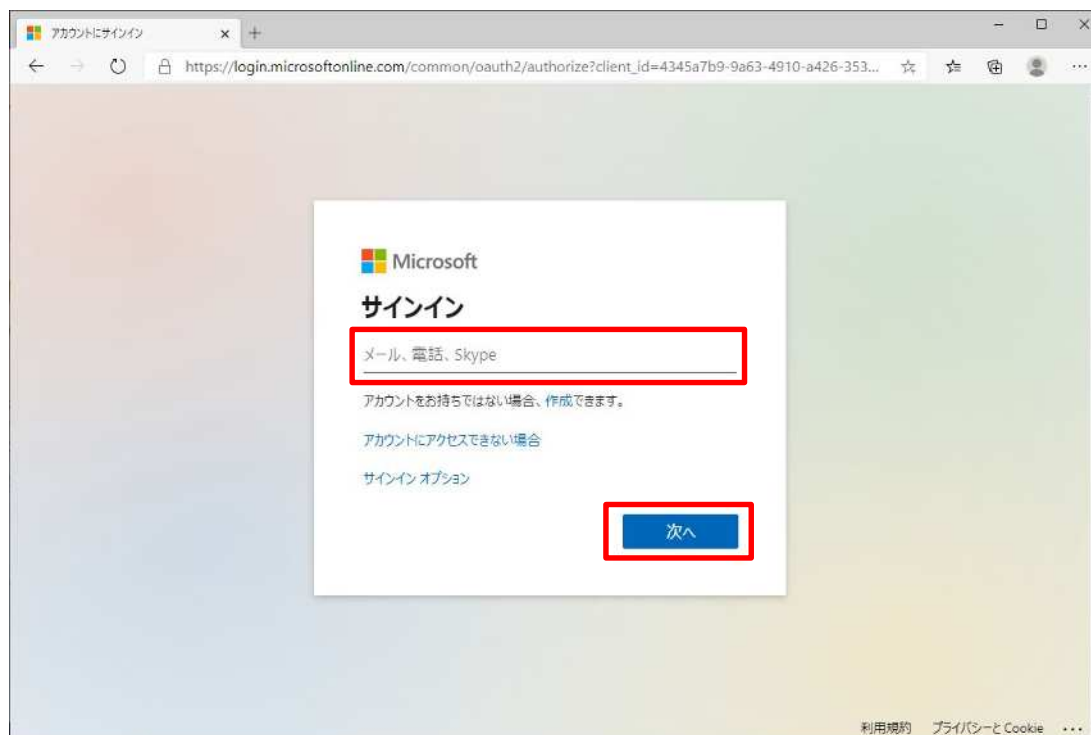 アカウントにサインイン
https://login.microsoftonline.com/common/oauth2/authorize?client_id=4345a7b9-9a63-4910-a426-353...
Microsoft
サインイン
メール、電話、Skype
アカウントをお持ちではない場合、作成できます。
アカウントにアクセスできない場合
サインイン オプション
次へ
利用規約 プライバシーと Cookie ...